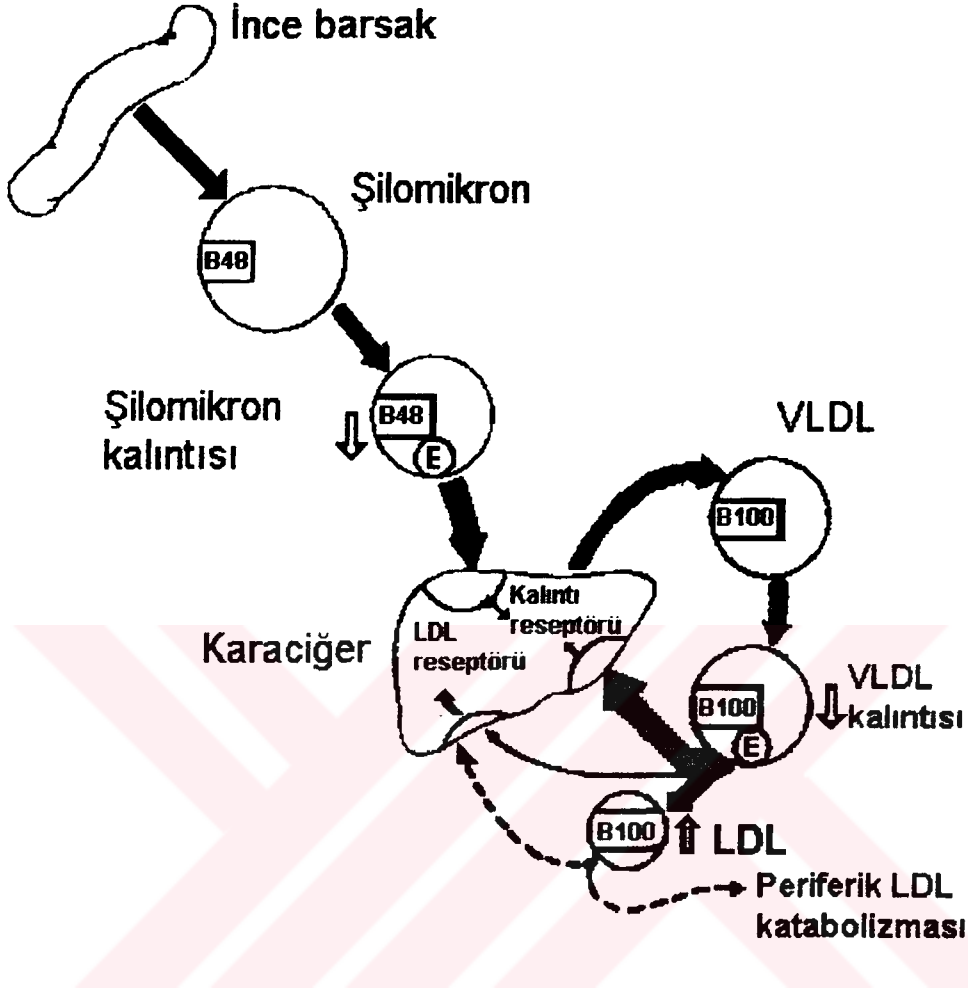 İnce barsak
Şilomikron
B48
Şilomikron
kalıntısı
B48
E
VLDL
B100
Karaciğer
LDL
reseptörü
Kalıntı
reseptörü
B100
E
VLDL
kalıntısı
B100
LDL
Periferik LDL
katabolizması